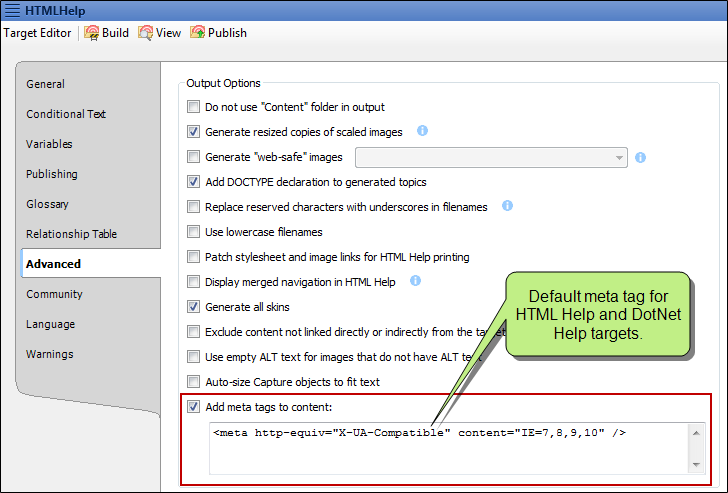 HTMLHelp
Target Editor Build View Publish
General
Conditional Text
Variables
Publishing
Glossary
Relationship Table
Advanced
Community
Language
Warnings
Output Options
Do not use "Content" folder in output
Generate resized copies of scaled images
Generate "web-safe" images
Add DOCTYPE declaration to generated topics
Replace reserved characters with underscores in filenames
Use lowercase filenames
Patch stylesheet and image links for HTML Help printing
Display merged navigation in HTML Help
Generate all skins
Exclude content not linked directly or indirectly from the target
Use empty ALT text for images that do not have ALT text
Auto-size Capture objects to fit text
Add meta tags to content:
<meta http-equiv="X-UA-Compatible" content="IE=7,8,9,10" />
Default meta tag for
HTML Help and DotNet
Help targets.